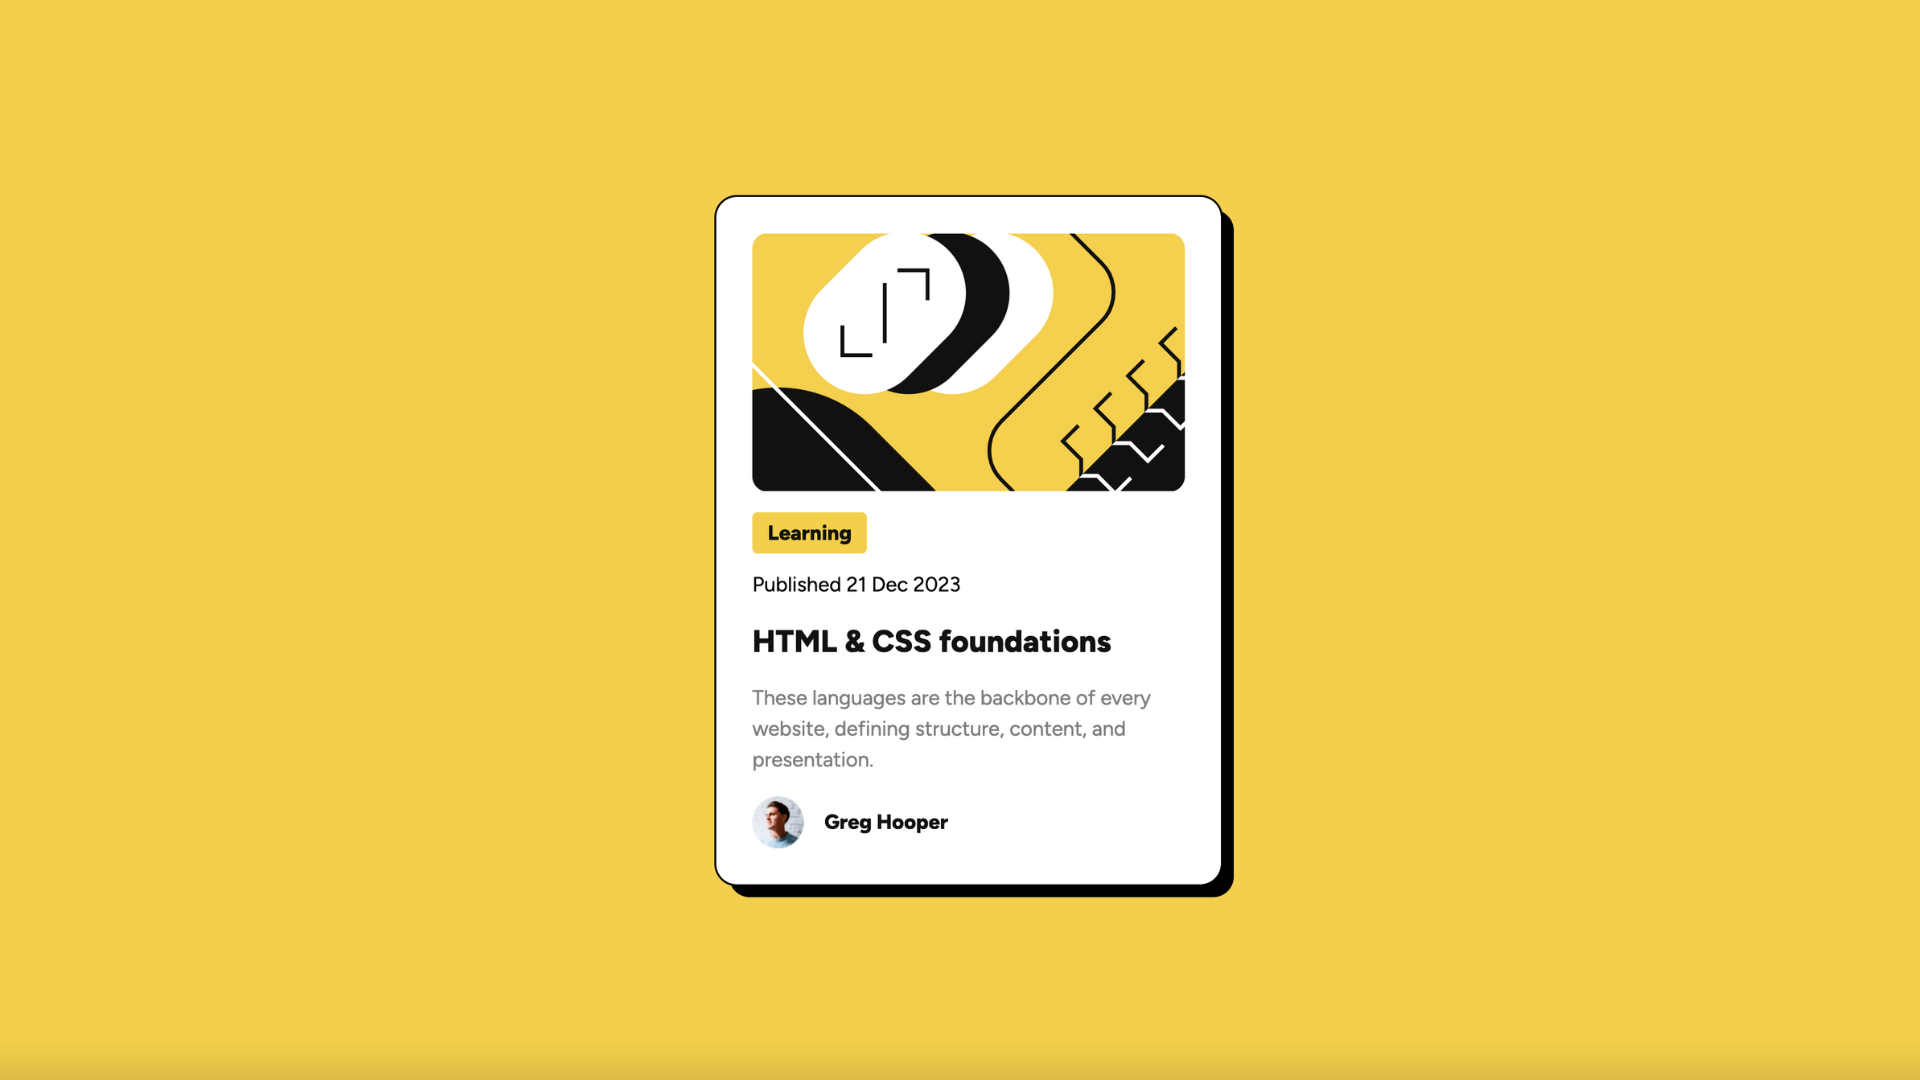 Learning
Published 21 Dec 2023
HTML & CSS foundations
These languages are the backbone of every
website, defining structure, content, and
presentation.
Greg Hooper